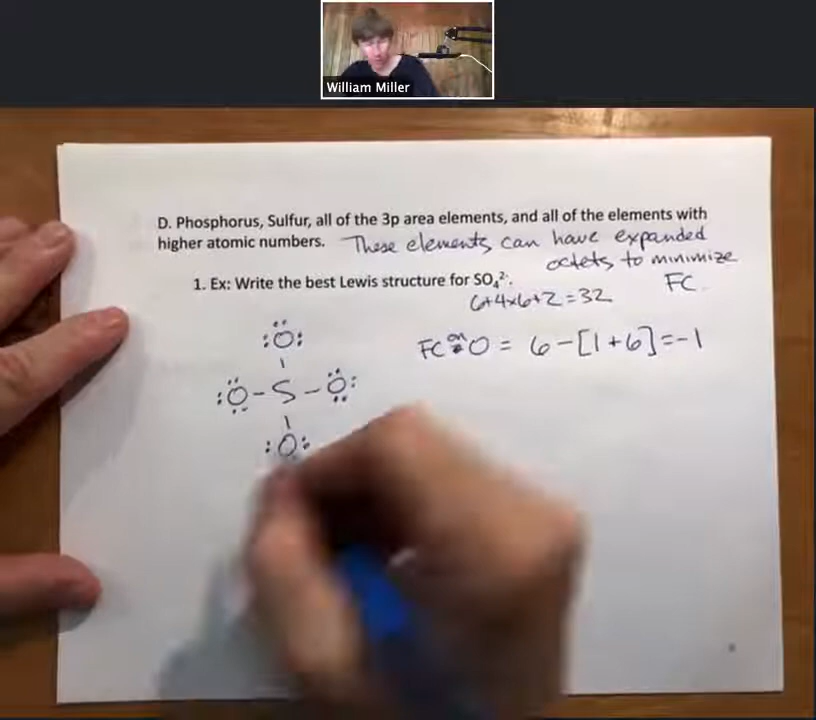 William Miller
D. Phosphorus, Sulfur, all of the 3p area elements, and all of the elements with
higher atomic numbers. These elements can have expanded
octets to minimize
FC.
1. Ex: Write the best Lewis structure for SO₄²⁻.
6+4x6+2=32
:Ö:
FC on O = 6-[1+6]=-1
:Ö-S-Ö:
:O: